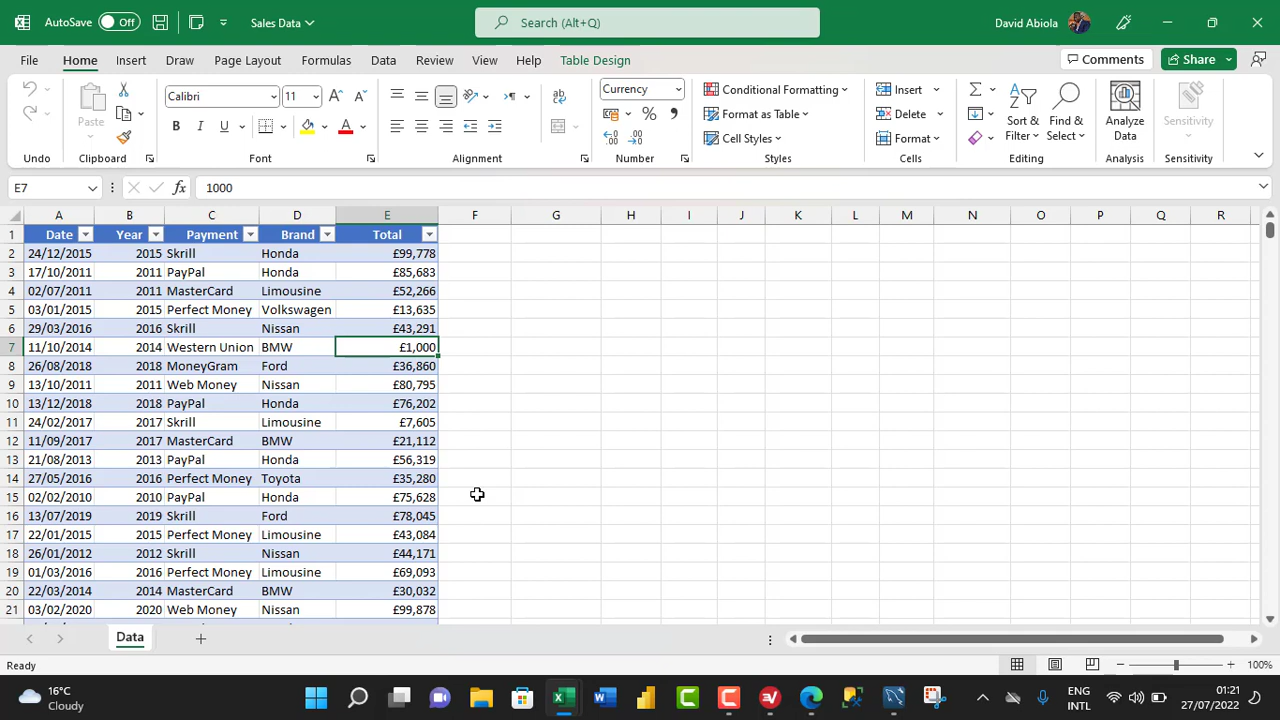 AutoSave Off Sales Data Search (Alt+Q) David Abiola
File Home Insert Draw Page Layout Formulas Data Review View Help Table Design Comments Share
Paste Calibri 11 Currency Conditional Formatting Insert
Format as Table Delete Sort & Filter Find & Select Analyze Data Sensitivity
B I U A % Cell Styles Format
Undo Clipboard Font Alignment Number Styles Cells Editing Analysis Sensitivity
E7 fx 1000
A B C D E F G H I J K L M N O P Q R
1 Date Year Payment Brand Total
2 24/12/2015 2015 Skrill Honda £99,778
3 17/10/2011 2011 PayPal Honda £85,683
4 02/07/2011 2011 MasterCard Limousine £52,266
5 03/01/2015 2015 Perfect Money Volkswagen £13,635
6 29/03/2016 2016 Skrill Nissan £43,291
7 11/10/2014 2014 Western Union BMW £1,000
8 26/08/2018 2018 MoneyGram Ford £36,860
9 13/10/2011 2011 Web Money Nissan £80,795
10 13/12/2018 2018 PayPal Honda £76,202
11 24/02/2017 2017 Skrill Limousine £7,605
12 11/09/2017 2017 MasterCard BMW £21,112
13 21/08/2013 2013 PayPal Honda £56,319
14 27/05/2016 2016 Perfect Money Toyota £35,280
15 02/02/2010 2010 PayPal Honda £75,628
16 13/07/2019 2019 Skrill Ford £78,045
17 22/01/2015 2015 Perfect Money Limousine £43,084
18 26/01/2012 2012 Skrill Nissan £44,171
19 01/03/2016 2016 Perfect Money Limousine £69,093
20 22/03/2014 2014 MasterCard BMW £30,032
21 03/02/2020 2020 Web Money Nissan £99,878
Data
Ready 100%
16°C Cloudy ENG INTL 01:21 27/07/2022